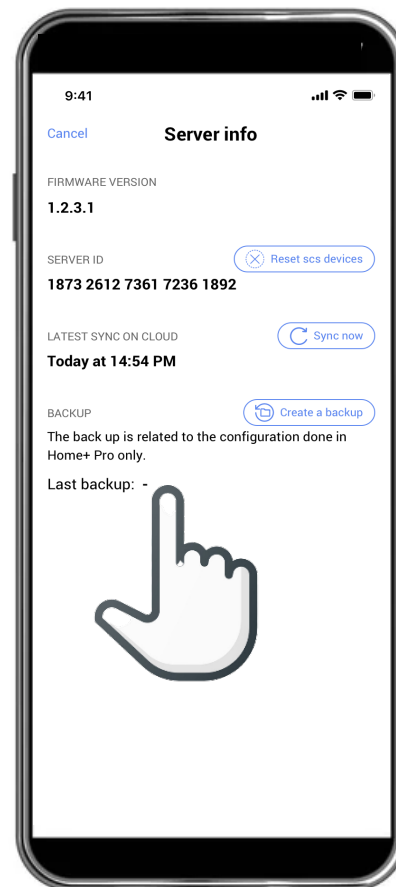 9:41
Cancel Server info
FIRMWARE VERSION
1.2.3.1
SERVER ID Reset scs devices
1873 2612 7361 7236 1892
LATEST SYNC ON CLOUD Sync now
Today at 14:54 PM
BACKUP Create a backup
The back up is related to the configuration done in
Home+ Pro only.
Last backup: -